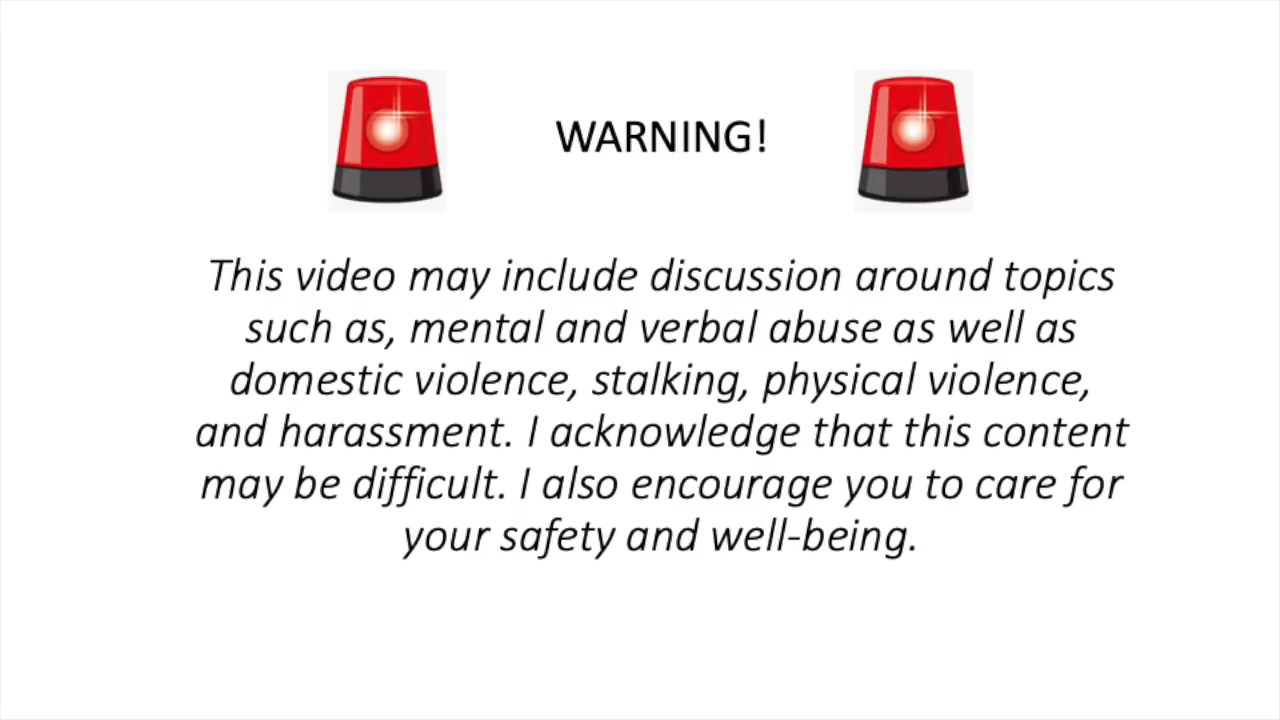 WARNING!
This video may include discussion around topics
such as, mental and verbal abuse as well as
domestic violence, stalking, physical violence,
and harassment. I acknowledge that this content
may be difficult. I also encourage you to care for
your safety and well-being.